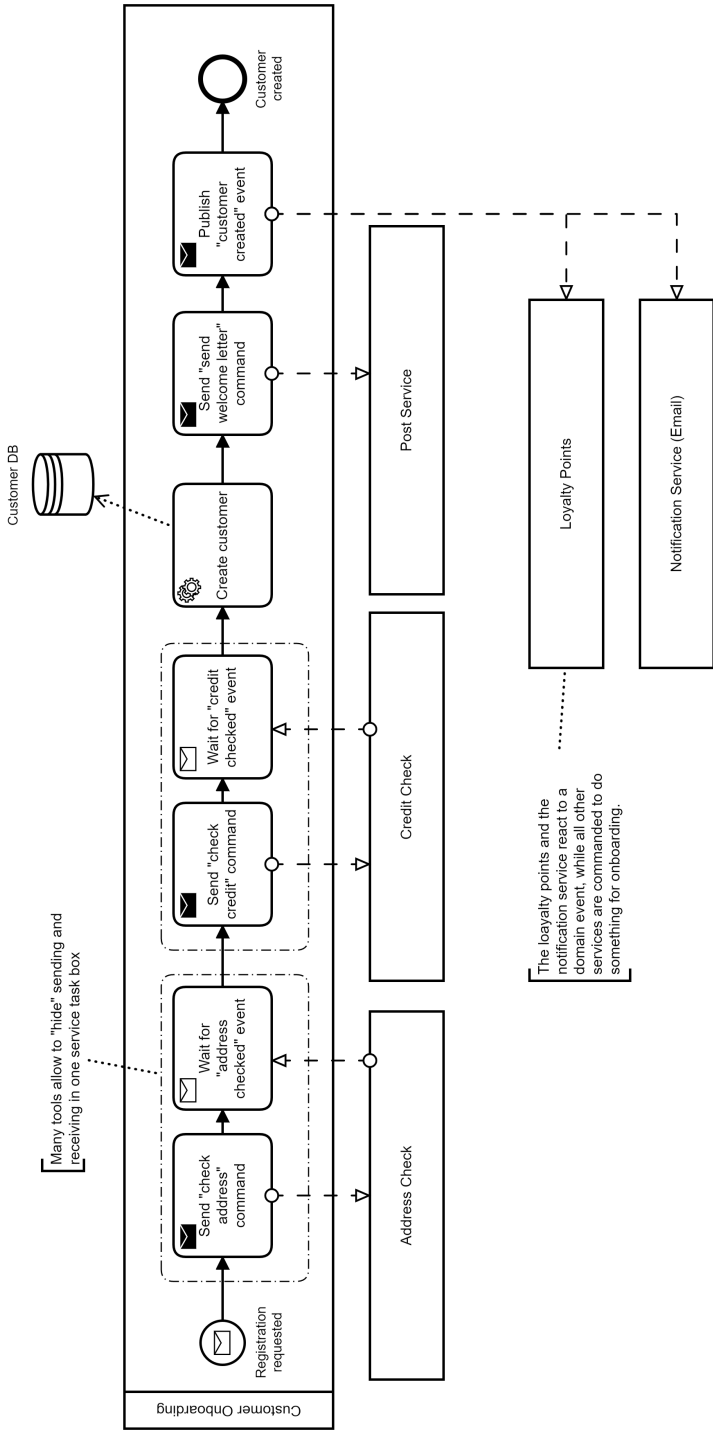 Customer DB
Many tools allow to "hide" sending and
receiving in one service task box
Customer Onboarding
Registration
requested
Send "check
address"
command
Wait for
"address
checked" event
Send "check
credit" command
Wait for "credit
checked" event
Create customer
Send "send
welcome letter"
command
Publish
"customer
created" event
Customer
created
Address Check
Credit Check
Post Service
Loyalty Points
Notification Service (Email)
The loayalty points and the
notification service react to a
domain event, while all other
services are commanded to do
something for onboarding.